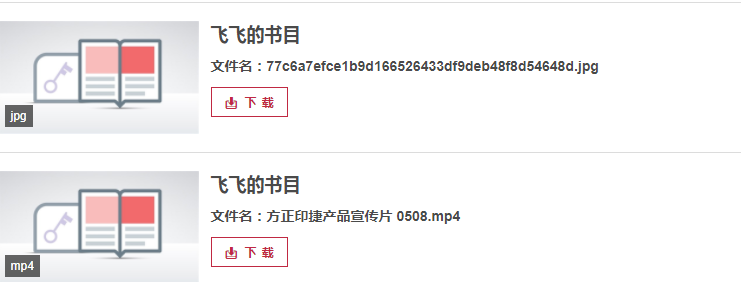 飞飞的书目
文件名：77c6a7efce1b9d166526433df9deb48f8d54648d.jpg
jpg
下 载
飞飞的书目
文件名：方正印捷产品宣传片 0508.mp4
下 载
mp4